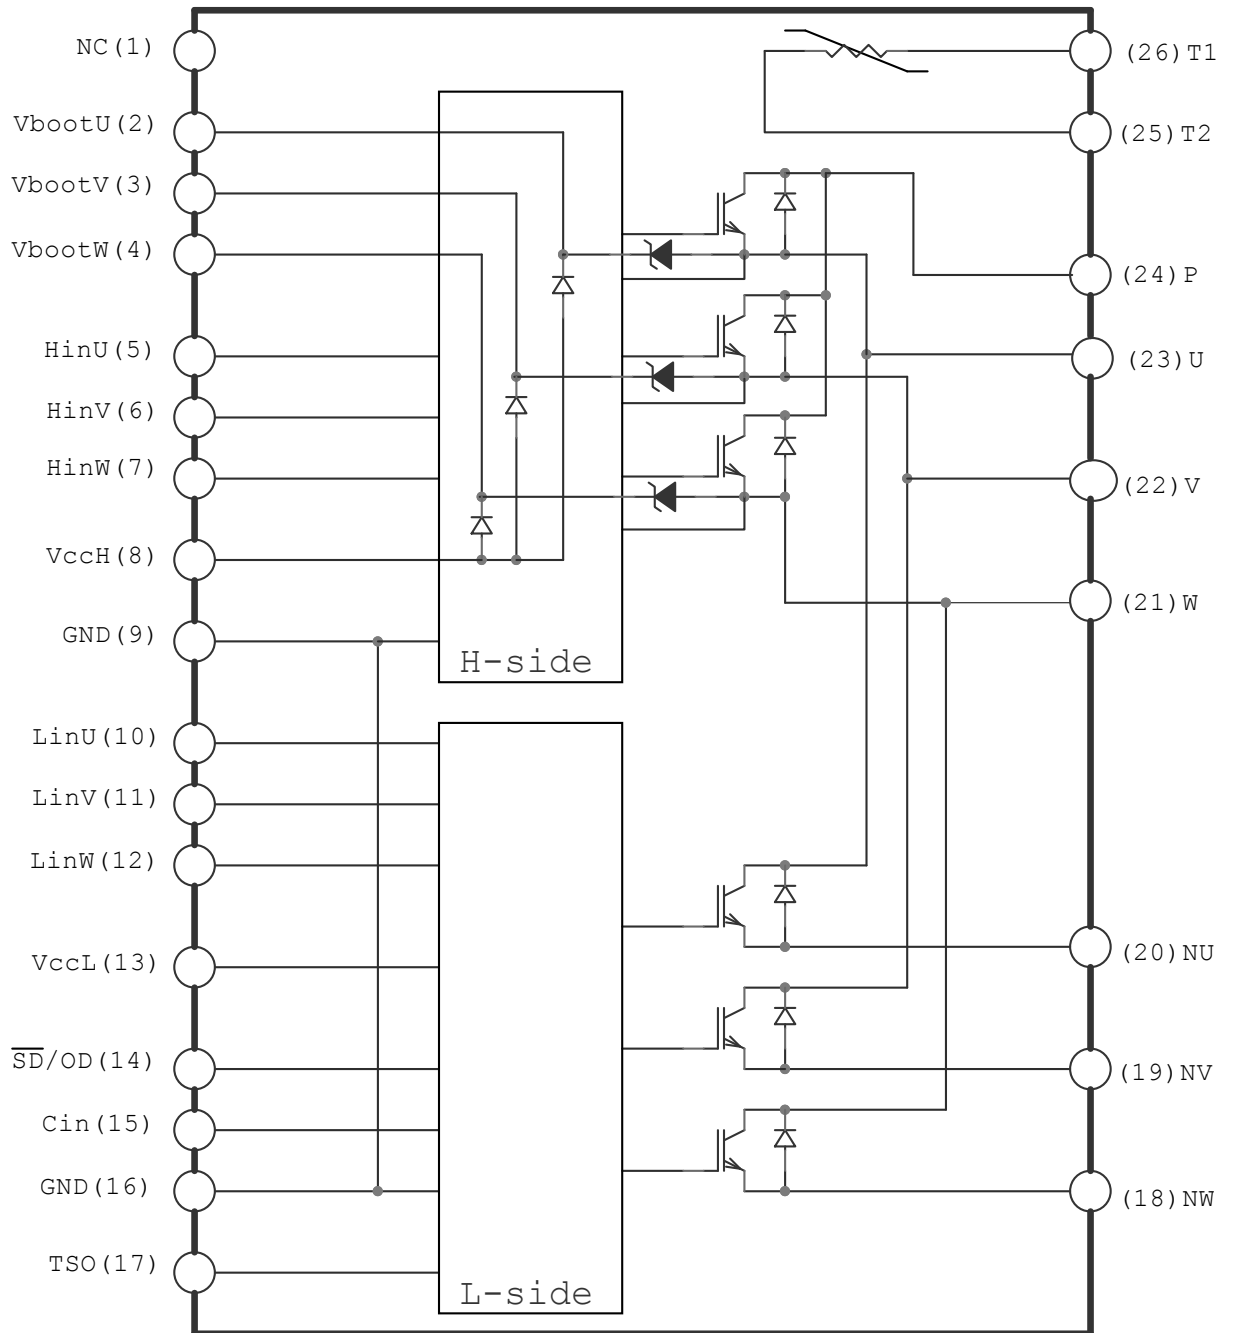 NC(1)
VbootU(2)
VbootV(3)
VbootW(4)
HinU(5)
HinV(6)
HinW(7)
VccH(8)
GND(9)
LinU(10)
LinV(11)
LinW(12)
VccL(13)
S̅D̅/OD(14)
Cin(15)
GND(16)
TSO(17)
H-side
L-side
(26)T1
(25)T2
(24)P
(23)U
(22)V
(21)W
(20)NU
(19)NV
(18)NW